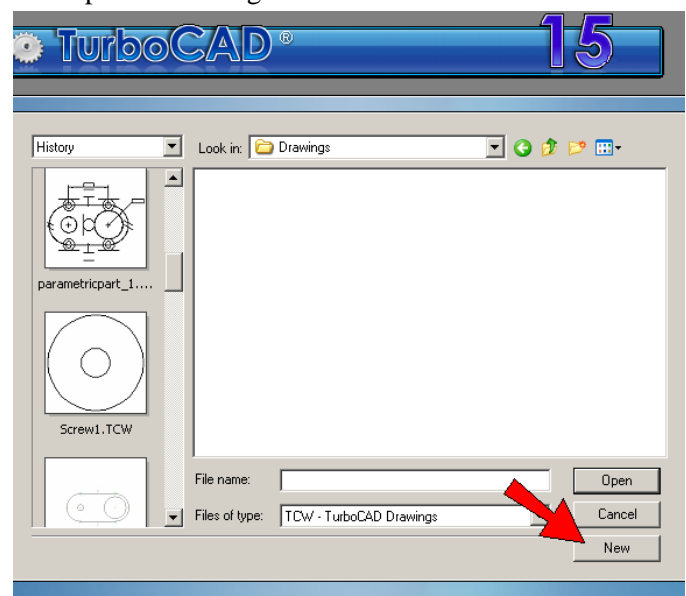 TurboCAD® 15
History
Look in: Drawings
parametricpart_1....
Screw1.TCW
File name:
Open
Files of type: TCW - TurboCAD Drawings
Cancel
New